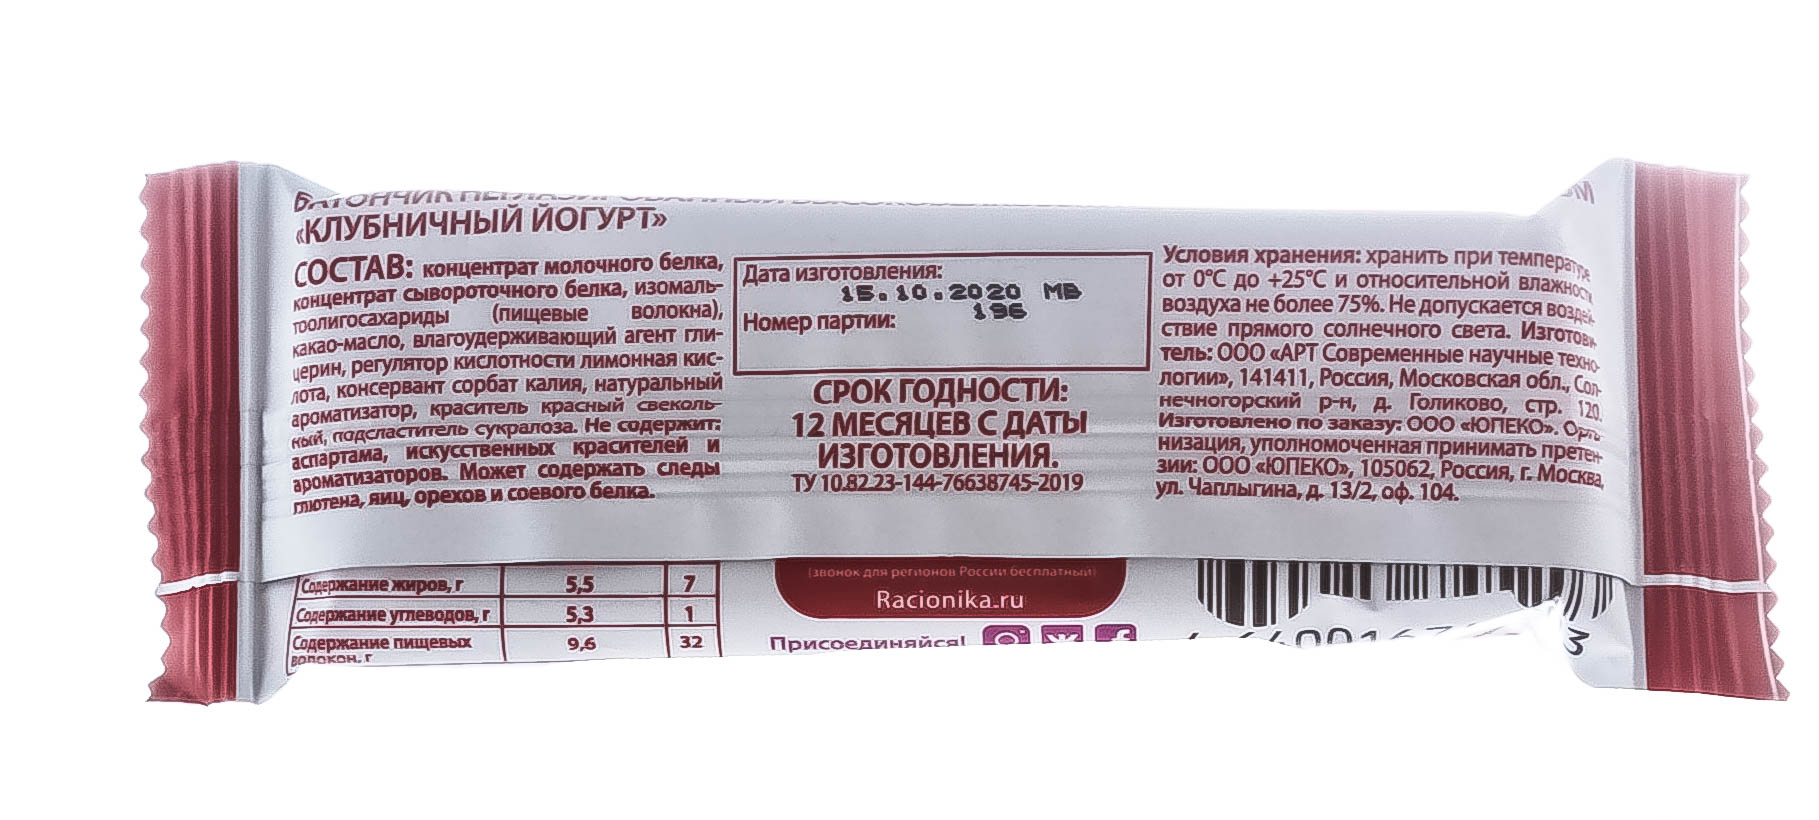 БАТОНЧИК НЕГЛАЗИРОВАННЫЙ
«КЛУБНИЧНЫЙ ЙОГУРТ»
СОСТАВ: концентрат молочного белка,
концентрат сывороточного белка, изомаль-
тоолигосахариды (пищевые волокна),
какао-масло, влагоудерживающий агент гли-
церин, регулятор кислотности лимонная кис-
лота, консервант сорбат калия, натуральный
ароматизатор, краситель красный свеколь-
ный, подсластитель сукралоза. Не содержит:
аспартама, искусственных красителей и
ароматизаторов. Может содержать следы
глютена, яиц, орехов и соевого белка.
Дата изготовления:
15.10.2020 МВ
Номер партии:
196
СРОК ГОДНОСТИ:
12 МЕСЯЦЕВ С ДАТЫ
ИЗГОТОВЛЕНИЯ.
ТУ 10.82.23-144-76638745-2019
Условия хранения: хранить при температуре
от 0°С до +25°С и относительной влажности
воздуха не более 75%. Не допускается воздей-
ствие прямого солнечного света. Изготови-
тель: ООО «АРТ Современные научные техно-
логии», 141411, Россия, Московская обл., Сол-
нечногорский р-н, д. Голиково, стр. 120.
Изготовлено по заказу: ООО «ЮПЕКО». Орга-
низация, уполномоченная принимать претен-
зии: ООО «ЮПЕКО», 105062, Россия, г. Москва,
ул. Чаплыгина, д. 13/2, оф. 104.
Содержание жиров, г 5,5 7
Содержание углеводов, г 5,3 1
Содержание пищевых 9,6 32
волокон, г
(звонок для регионов России бесплатный)
Racionika.ru
Присоединяйся!